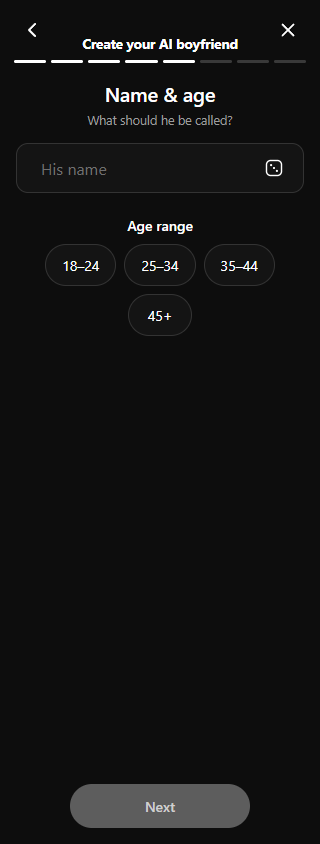 Create your AI boyfriend
Name & age
What should he be called?
His name
Age range
18–24 25–34 35–44
45+
Next